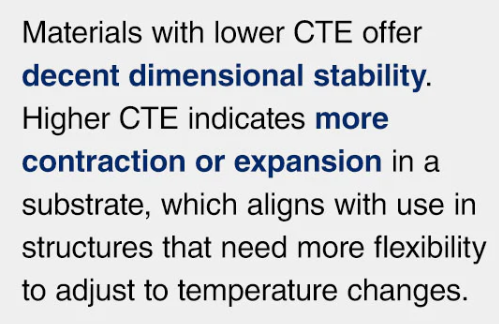 Materials with lower CTE offer
decent dimensional stability.
Higher CTE indicates more
contraction or expansion in a
substrate, which aligns with use in
structures that need more flexibility
to adjust to temperature changes.